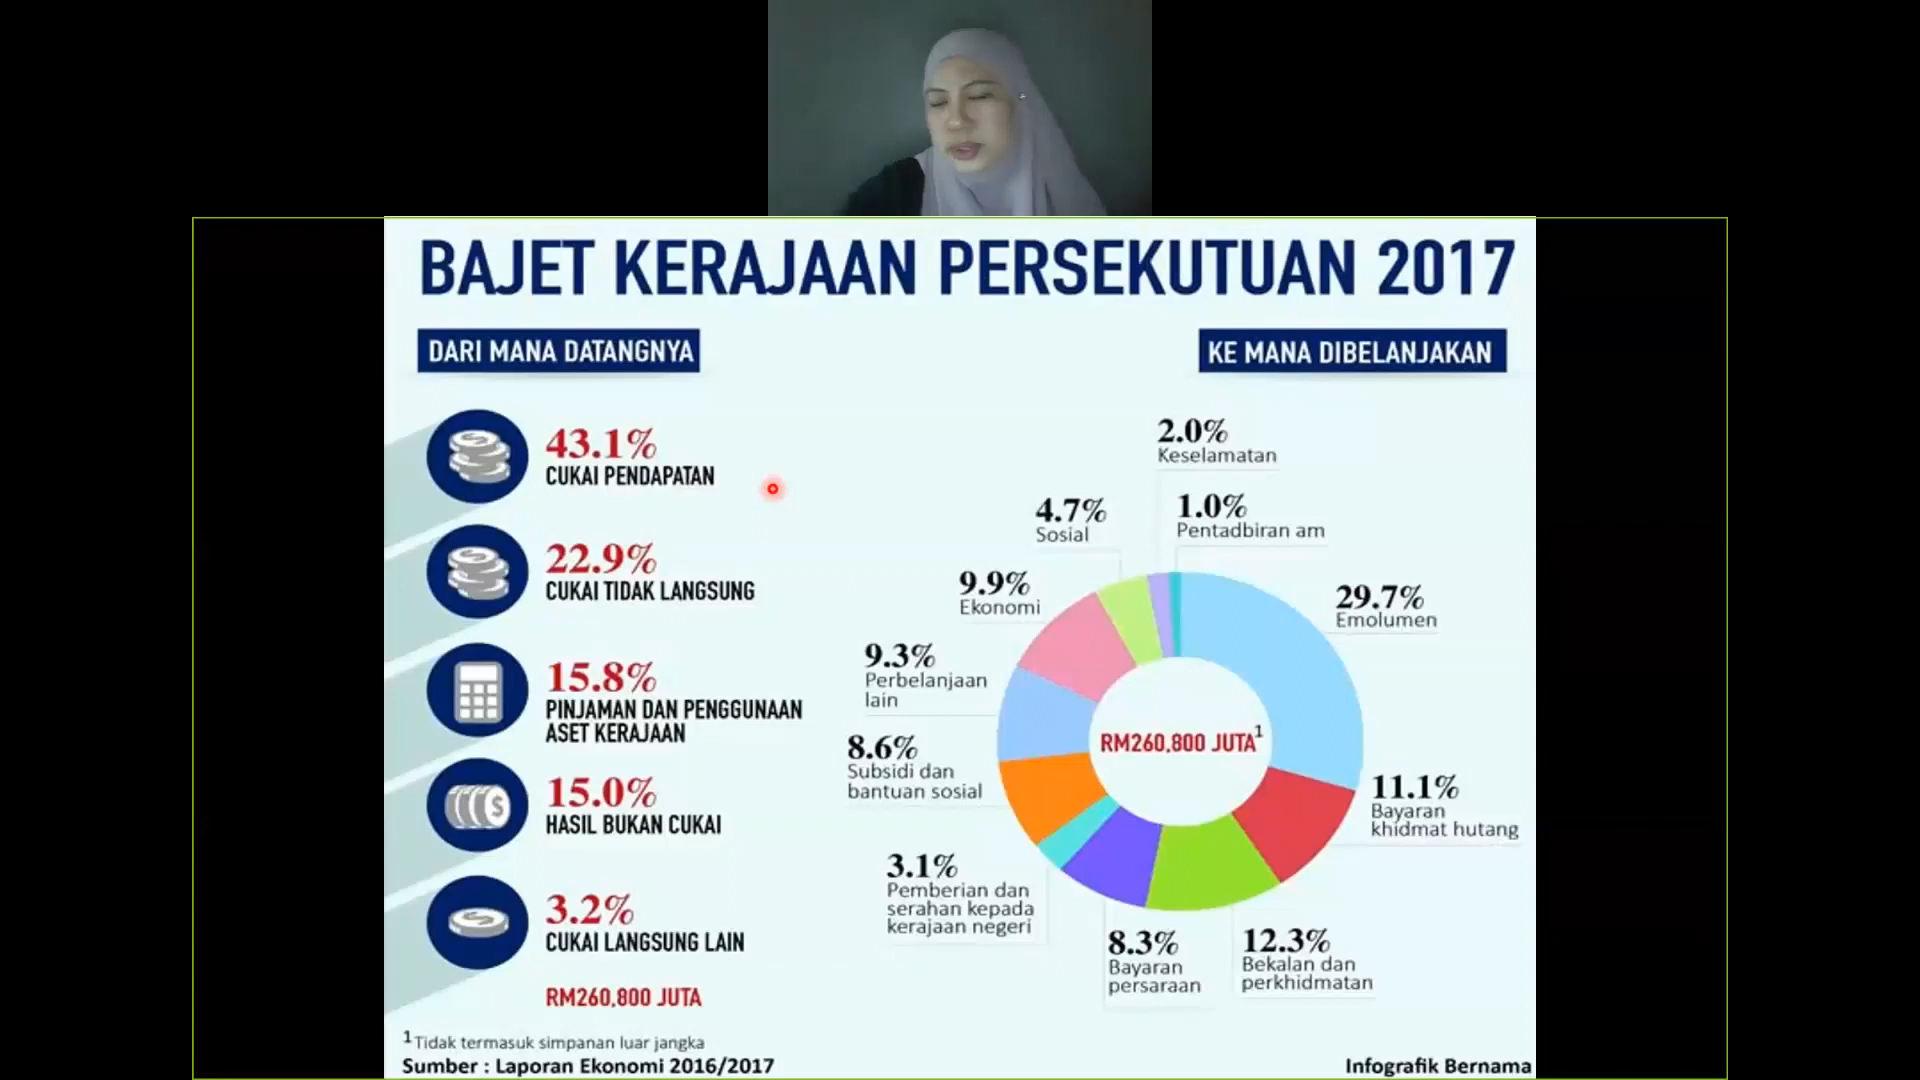 BAJET KERAJAAN PERSEKUTUAN 2017
DARI MANA DATANGNYA
43.1%
CUKAI PENDAPATAN
22.9%
CUKAI TIDAK LANGSUNG
15.8%
PINJAMAN DAN PENGGUNAAN
ASET KERAJAAN
15.0%
HASIL BUKAN CUKAI
3.2%
CUKAI LANGSUNG LAIN
RM260,800 JUTA
KE MANA DIBELANJAKAN
2.0%
Keselamatan
1.0%
Pentadbiran am
4.7%
Sosial
9.9%
Ekonomi
9.3%
Perbelanjaan
lain
8.6%
Subsidi dan
bantuan sosial
3.1%
Pemberian dan
serahan kepada
kerajaan negeri
8.3%
Bayaran
persaraan
12.3%
Bekalan dan
perkhidmatan
11.1%
Bayaran
khidmat hutang
29.7%
Emolumen
RM260,800 JUTA¹
¹Tidak termasuk simpanan luar jangka
Sumber : Laporan Ekonomi 2016/2017
Infografik Bernama